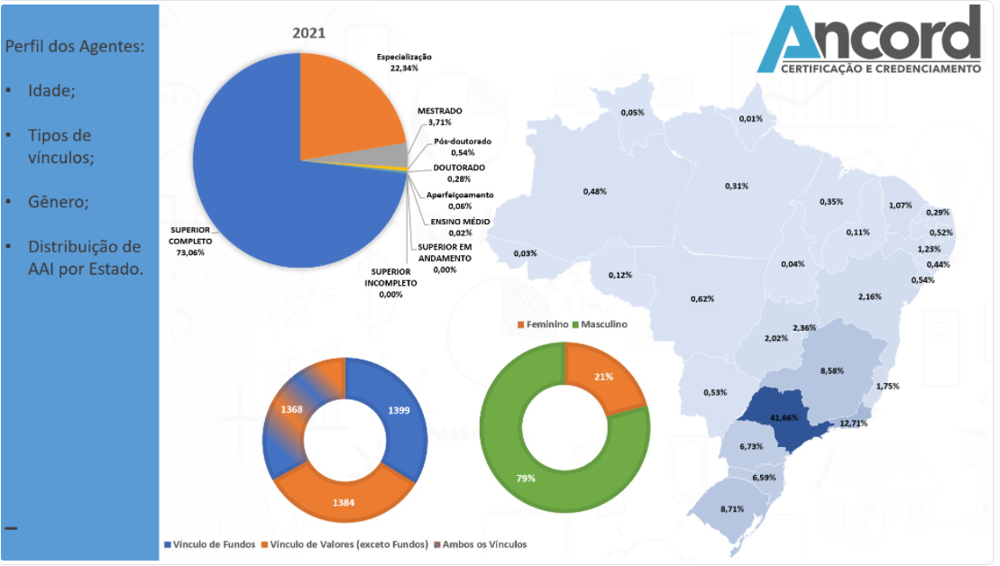 Perfil dos Agentes:
• Idade;
• Tipos de
vínculos;
• Gênero;
• Distribuição de
AAI por Estado.
2021
Especialização
22,34%
MESTRADO
3,71%
Pós-doutorado
0,54%
DOUTORADO
0,28%
Aperfeiçoamento
0,06%
ENSINO MÉDIO
0,02%
SUPERIOR EM
ANDAMENTO
0,00%
SUPERIOR
INCOMPLETO
0,00%
SUPERIOR
COMPLETO
73,06%
Ancord
CERTIFICAÇÃO E CREDENCIAMENTO
0,05%
0,01%
0,48%
0,31%
0,35%
1,07%
0,29%
0,11%
0,52%
1,23%
0,03%
0,04%
0,44%
0,12%
0,54%
0,62%
2,16%
2,36%
2,02%
8,58%
1,75%
0,53%
41,66%
12,71%
6,73%
6,59%
8,71%
Feminino Masculino
21%
79%
1368
1399
1384
Vínculo de Fundos Vínculo de Valores (exceto Fundos) Ambos os Vínculos